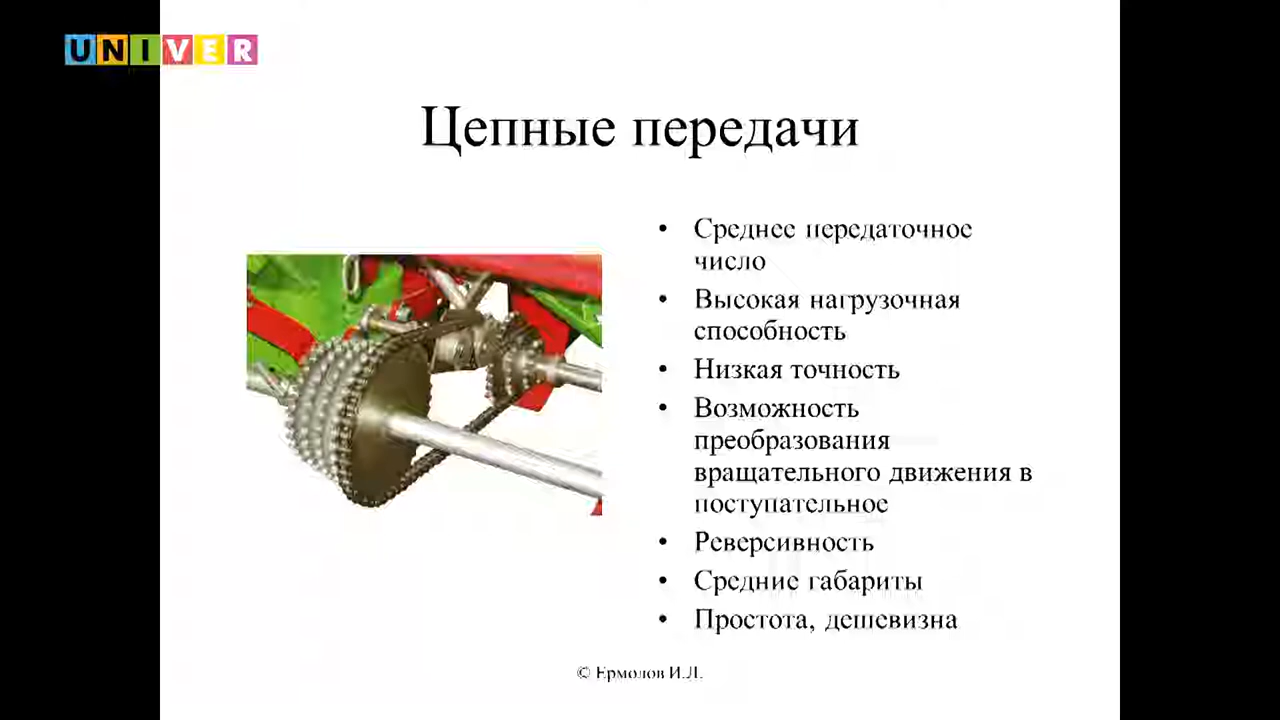 UNIVER
Цепные передачи
• Среднее передаточное
число
• Высокая нагрузочная
способность
• Низкая точность
• Возможность
преобразования
вращательного движения в
поступательное
• Реверсивность
• Средние габариты
• Простота, дешевизна
© Ермолов И.Л.